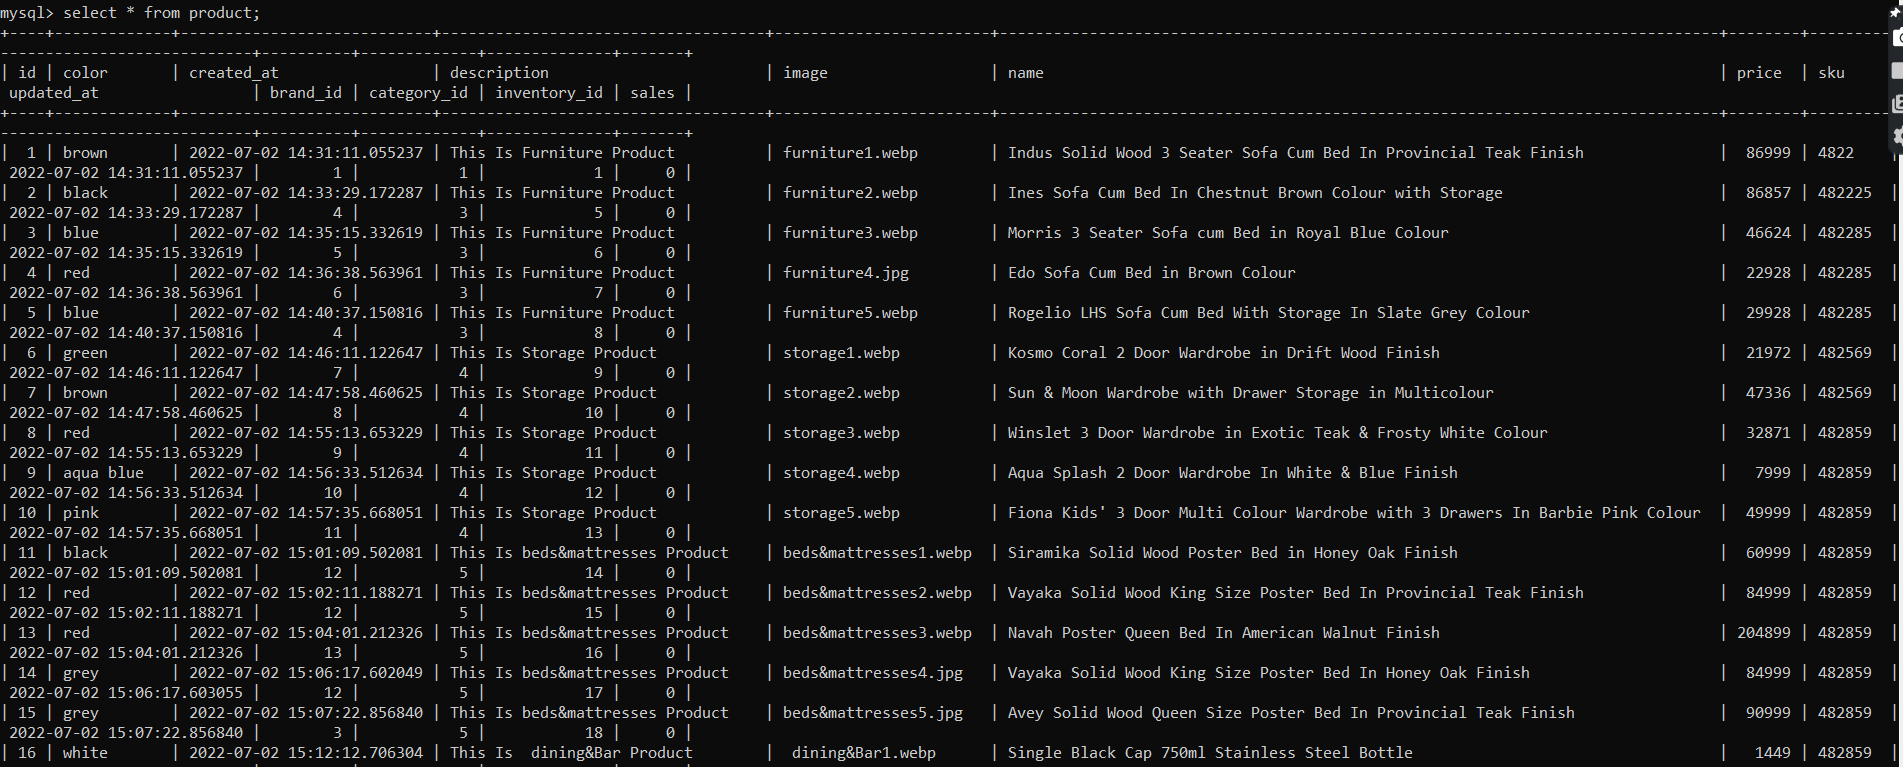 mysql> select * from product;
+----+-------------+----------------------------+------------------------------------+------------------------+--------------------------------------------------------------------------------+--------+--------+
----------------------------+----------+-------------+--------------+-------+
| id | color       | created_at                 | description                        | image                  | name                                                                           | price  | sku    |
 updated_at                 | brand_id | category_id | inventory_id | sales |
+----+-------------+----------------------------+------------------------------------+------------------------+--------------------------------------------------------------------------------+--------+--------+
----------------------------+----------+-------------+--------------+-------+
|  1 | brown       | 2022-07-02 14:31:11.055237 | This Is Furniture Product          | furniture1.webp        | Indus Solid Wood 3 Seater Sofa Cum Bed In Provincial Teak Finish               |  86999 | 4822   |
 2022-07-02 14:31:11.055237 |        1 |           1 |            1 |     0 |
|  2 | black       | 2022-07-02 14:33:29.172287 | This Is Furniture Product          | furniture2.webp        | Ines Sofa Cum Bed In Chestnut Brown Colour with Storage                        |  86857 | 482225 |
 2022-07-02 14:33:29.172287 |        4 |           3 |            5 |     0 |
|  3 | blue        | 2022-07-02 14:35:15.332619 | This Is Furniture Product          | furniture3.webp        | Morris 3 Seater Sofa cum Bed in Royal Blue Colour                              |  46624 | 482285 |
 2022-07-02 14:35:15.332619 |        5 |           3 |            6 |     0 |
|  4 | red         | 2022-07-02 14:36:38.563961 | This Is Furniture Product          | furniture4.jpg         | Edo Sofa Cum Bed in Brown Colour                                               |  22928 | 482285 |
 2022-07-02 14:36:38.563961 |        6 |           3 |            7 |     0 |
|  5 | blue        | 2022-07-02 14:40:37.150816 | This Is Furniture Product          | furniture5.webp        | Rogelio LHS Sofa Cum Bed With Storage In Slate Grey Colour                     |  29928 | 482285 |
 2022-07-02 14:40:37.150816 |        4 |           3 |            8 |     0 |
|  6 | green       | 2022-07-02 14:46:11.122647 | This Is Storage Product            | storage1.webp          | Kosmo Coral 2 Door Wardrobe in Drift Wood Finish                               |  21972 | 482569 |
 2022-07-02 14:46:11.122647 |        7 |           4 |            9 |     0 |
|  7 | brown       | 2022-07-02 14:47:58.460625 | This Is Storage Product            | storage2.webp          | Sun & Moon Wardrobe with Drawer Storage in Multicolour                         |  47336 | 482569 |
 2022-07-02 14:47:58.460625 |        8 |           4 |           10 |     0 |
|  8 | red         | 2022-07-02 14:55:13.653229 | This Is Storage Product            | storage3.webp          | Winslet 3 Door Wardrobe in Exotic Teak & Frosty White Colour                   |  32871 | 482859 |
 2022-07-02 14:55:13.653229 |        9 |           4 |           11 |     0 |
|  9 | aqua blue   | 2022-07-02 14:56:33.512634 | This Is Storage Product            | storage4.webp          | Aqua Splash 2 Door Wardrobe In White & Blue Finish                             |   7999 | 482859 |
 2022-07-02 14:56:33.512634 |       10 |           4 |           12 |     0 |
| 10 | pink        | 2022-07-02 14:57:35.668051 | This Is Storage Product            | storage5.webp          | Fiona Kids' 3 Door Multi Colour Wardrobe with 3 Drawers In Barbie Pink Colour  |  49999 | 482859 |
 2022-07-02 14:57:35.668051 |       11 |           4 |           13 |     0 |
| 11 | black       | 2022-07-02 15:01:09.502081 | This Is beds&mattresses Product    | beds&mattresses1.webp  | Siramika Solid Wood Poster Bed in Honey Oak Finish                             |  60999 | 482859 |
 2022-07-02 15:01:09.502081 |       12 |           5 |           14 |     0 |
| 12 | red         | 2022-07-02 15:02:11.188271 | This Is beds&mattresses Product    | beds&mattresses2.webp  | Vayaka Solid Wood King Size Poster Bed In Provincial Teak Finish               |  84999 | 482859 |
 2022-07-02 15:02:11.188271 |       12 |           5 |           15 |     0 |
| 13 | red         | 2022-07-02 15:04:01.212326 | This Is beds&mattresses Product    | beds&mattresses3.webp  | Navah Poster Queen Bed In American Walnut Finish                               | 204899 | 482859 |
 2022-07-02 15:04:01.212326 |       13 |           5 |           16 |     0 |
| 14 | grey        | 2022-07-02 15:06:17.602049 | This Is beds&mattresses Product    | beds&mattresses4.jpg   | Vayaka Solid Wood King Size Poster Bed In Honey Oak Finish                     |  84999 | 482859 |
 2022-07-02 15:06:17.603055 |       12 |           5 |           17 |     0 |
| 15 | grey        | 2022-07-02 15:07:22.856840 | This Is beds&mattresses Product    | beds&mattresses5.jpg   | Avey Solid Wood Queen Size Poster Bed In Provincial Teak Finish                |  90999 | 482859 |
 2022-07-02 15:07:22.856840 |        3 |           5 |           18 |     0 |
| 16 | white       | 2022-07-02 15:12:12.706304 | This Is  dining&Bar Product        |  dining&Bar1.webp      | Single Black Cap 750ml Stainless Steel Bottle                                  |   1449 | 482859 |